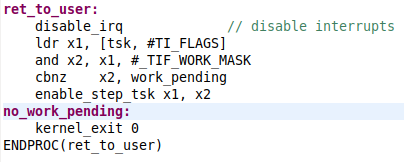 ret_to_user:
    disable_irq             // disable interrupts
    ldr x1, [tsk, #TI_FLAGS]
    and x2, x1, #_TIF_WORK_MASK
    cbnz    x2, work_pending
    enable_step_tsk x1, x2
no_work_pending:
    kernel_exit 0
ENDPROC(ret_to_user)